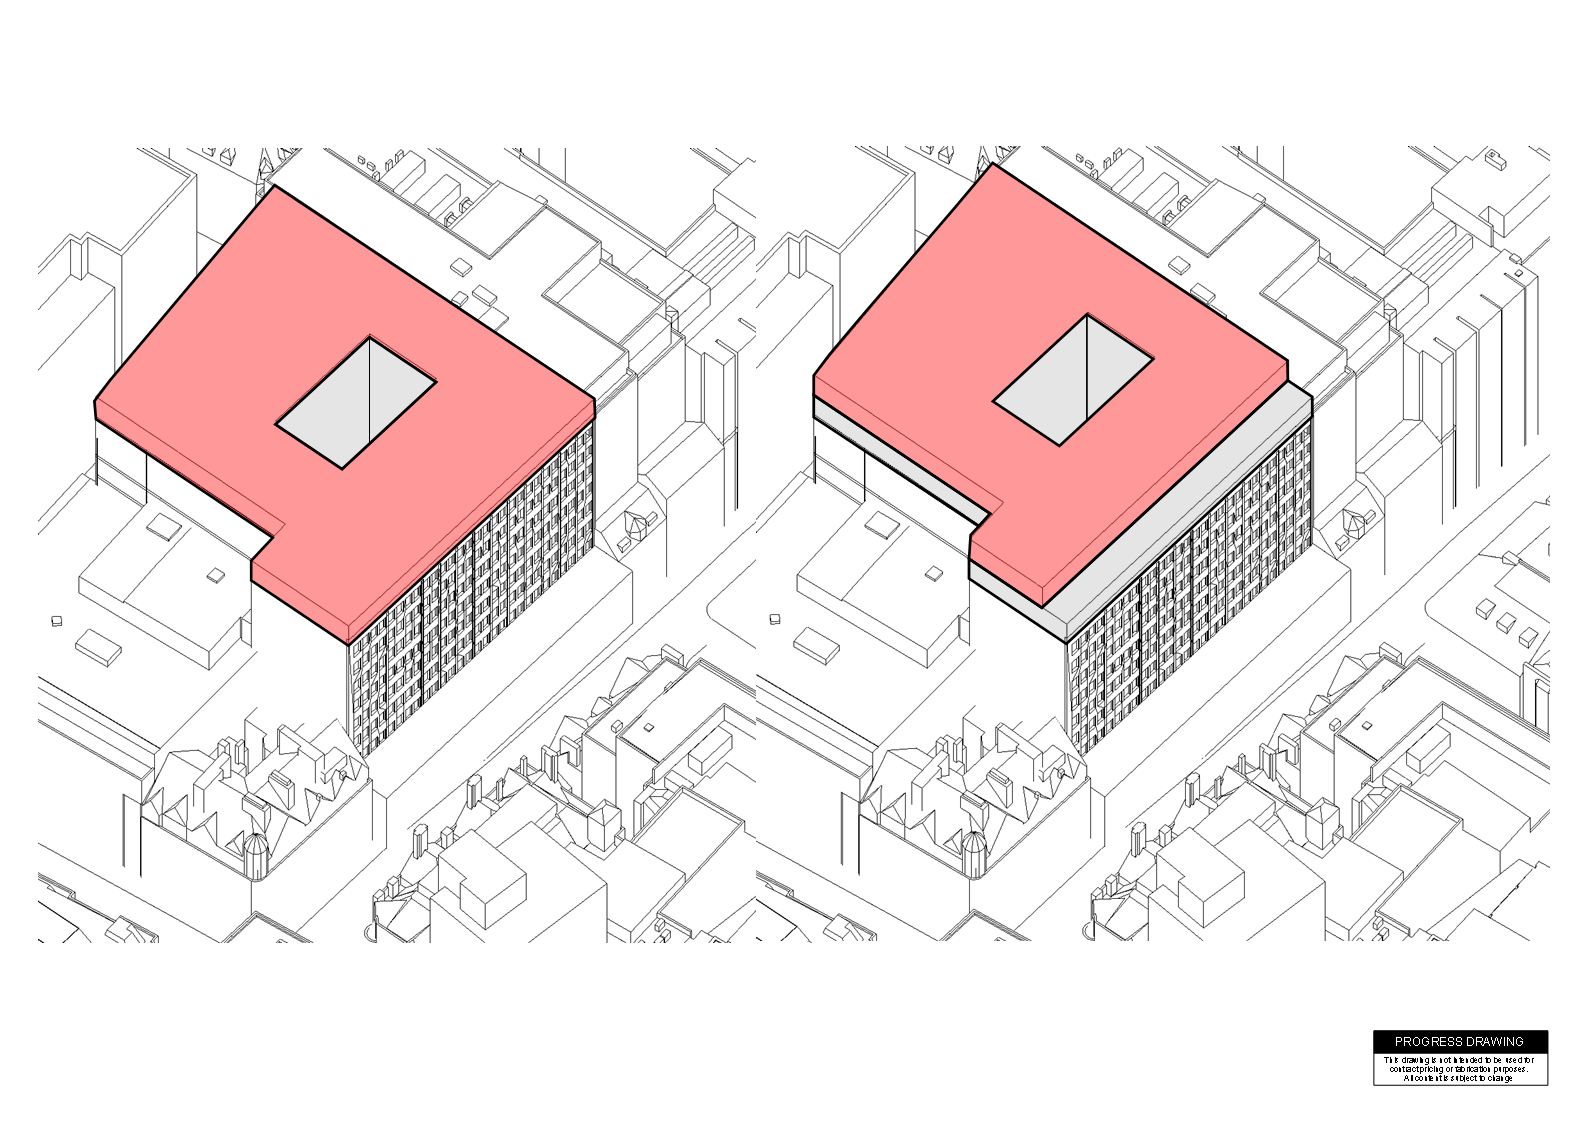 PROGRESS DRAWING
This drawing is not intended to be used for
contract pricing or fabrication purposes.
All content is subject to change